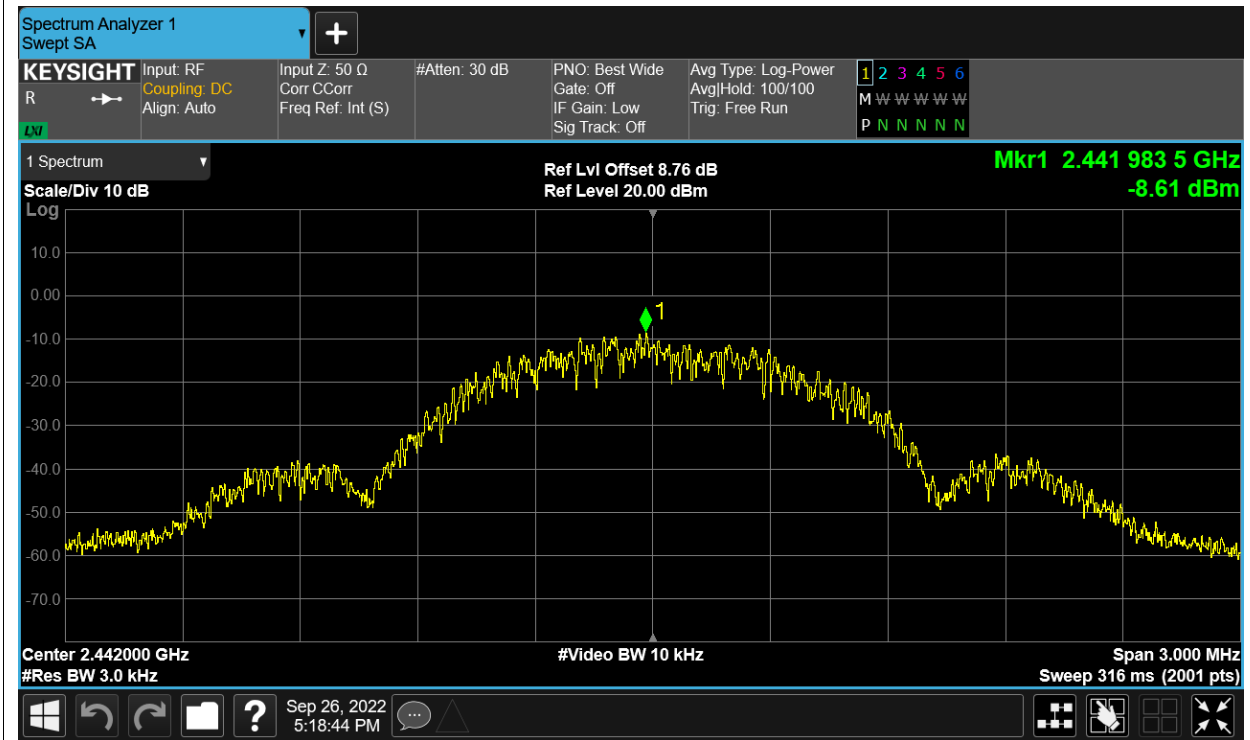 Spectrum Analyzer 1
Swept SA
+
KEYSIGHT
R
LXI
Input: RF
Coupling: DC
Align: Auto
Input Z: 50 Ω
Corr CCorr
Freq Ref: Int (S)
#Atten: 30 dB
PNO: Best Wide
Gate: Off
IF Gain: Low
Sig Track: Off
Avg Type: Log-Power
Avg|Hold: 100/100
Trig: Free Run
1 2 3 4 5 6
M W W W W W W
P N N N N N N
1 Spectrum
Scale/Div 10 dB
Log
Ref Lvl Offset 8.76 dB
Ref Level 20.00 dBm
Mkr1 2.441 983 5 GHz
-8.61 dBm
10.0
0.00
-10.0
-20.0
-30.0
-40.0
-50.0
-60.0
-70.0
1
Center 2.442000 GHz
#Res BW 3.0 kHz
#Video BW 10 kHz
Span 3.000 MHz
Sweep 316 ms (2001 pts)
?
Sep 26, 2022
5:18:44 PM